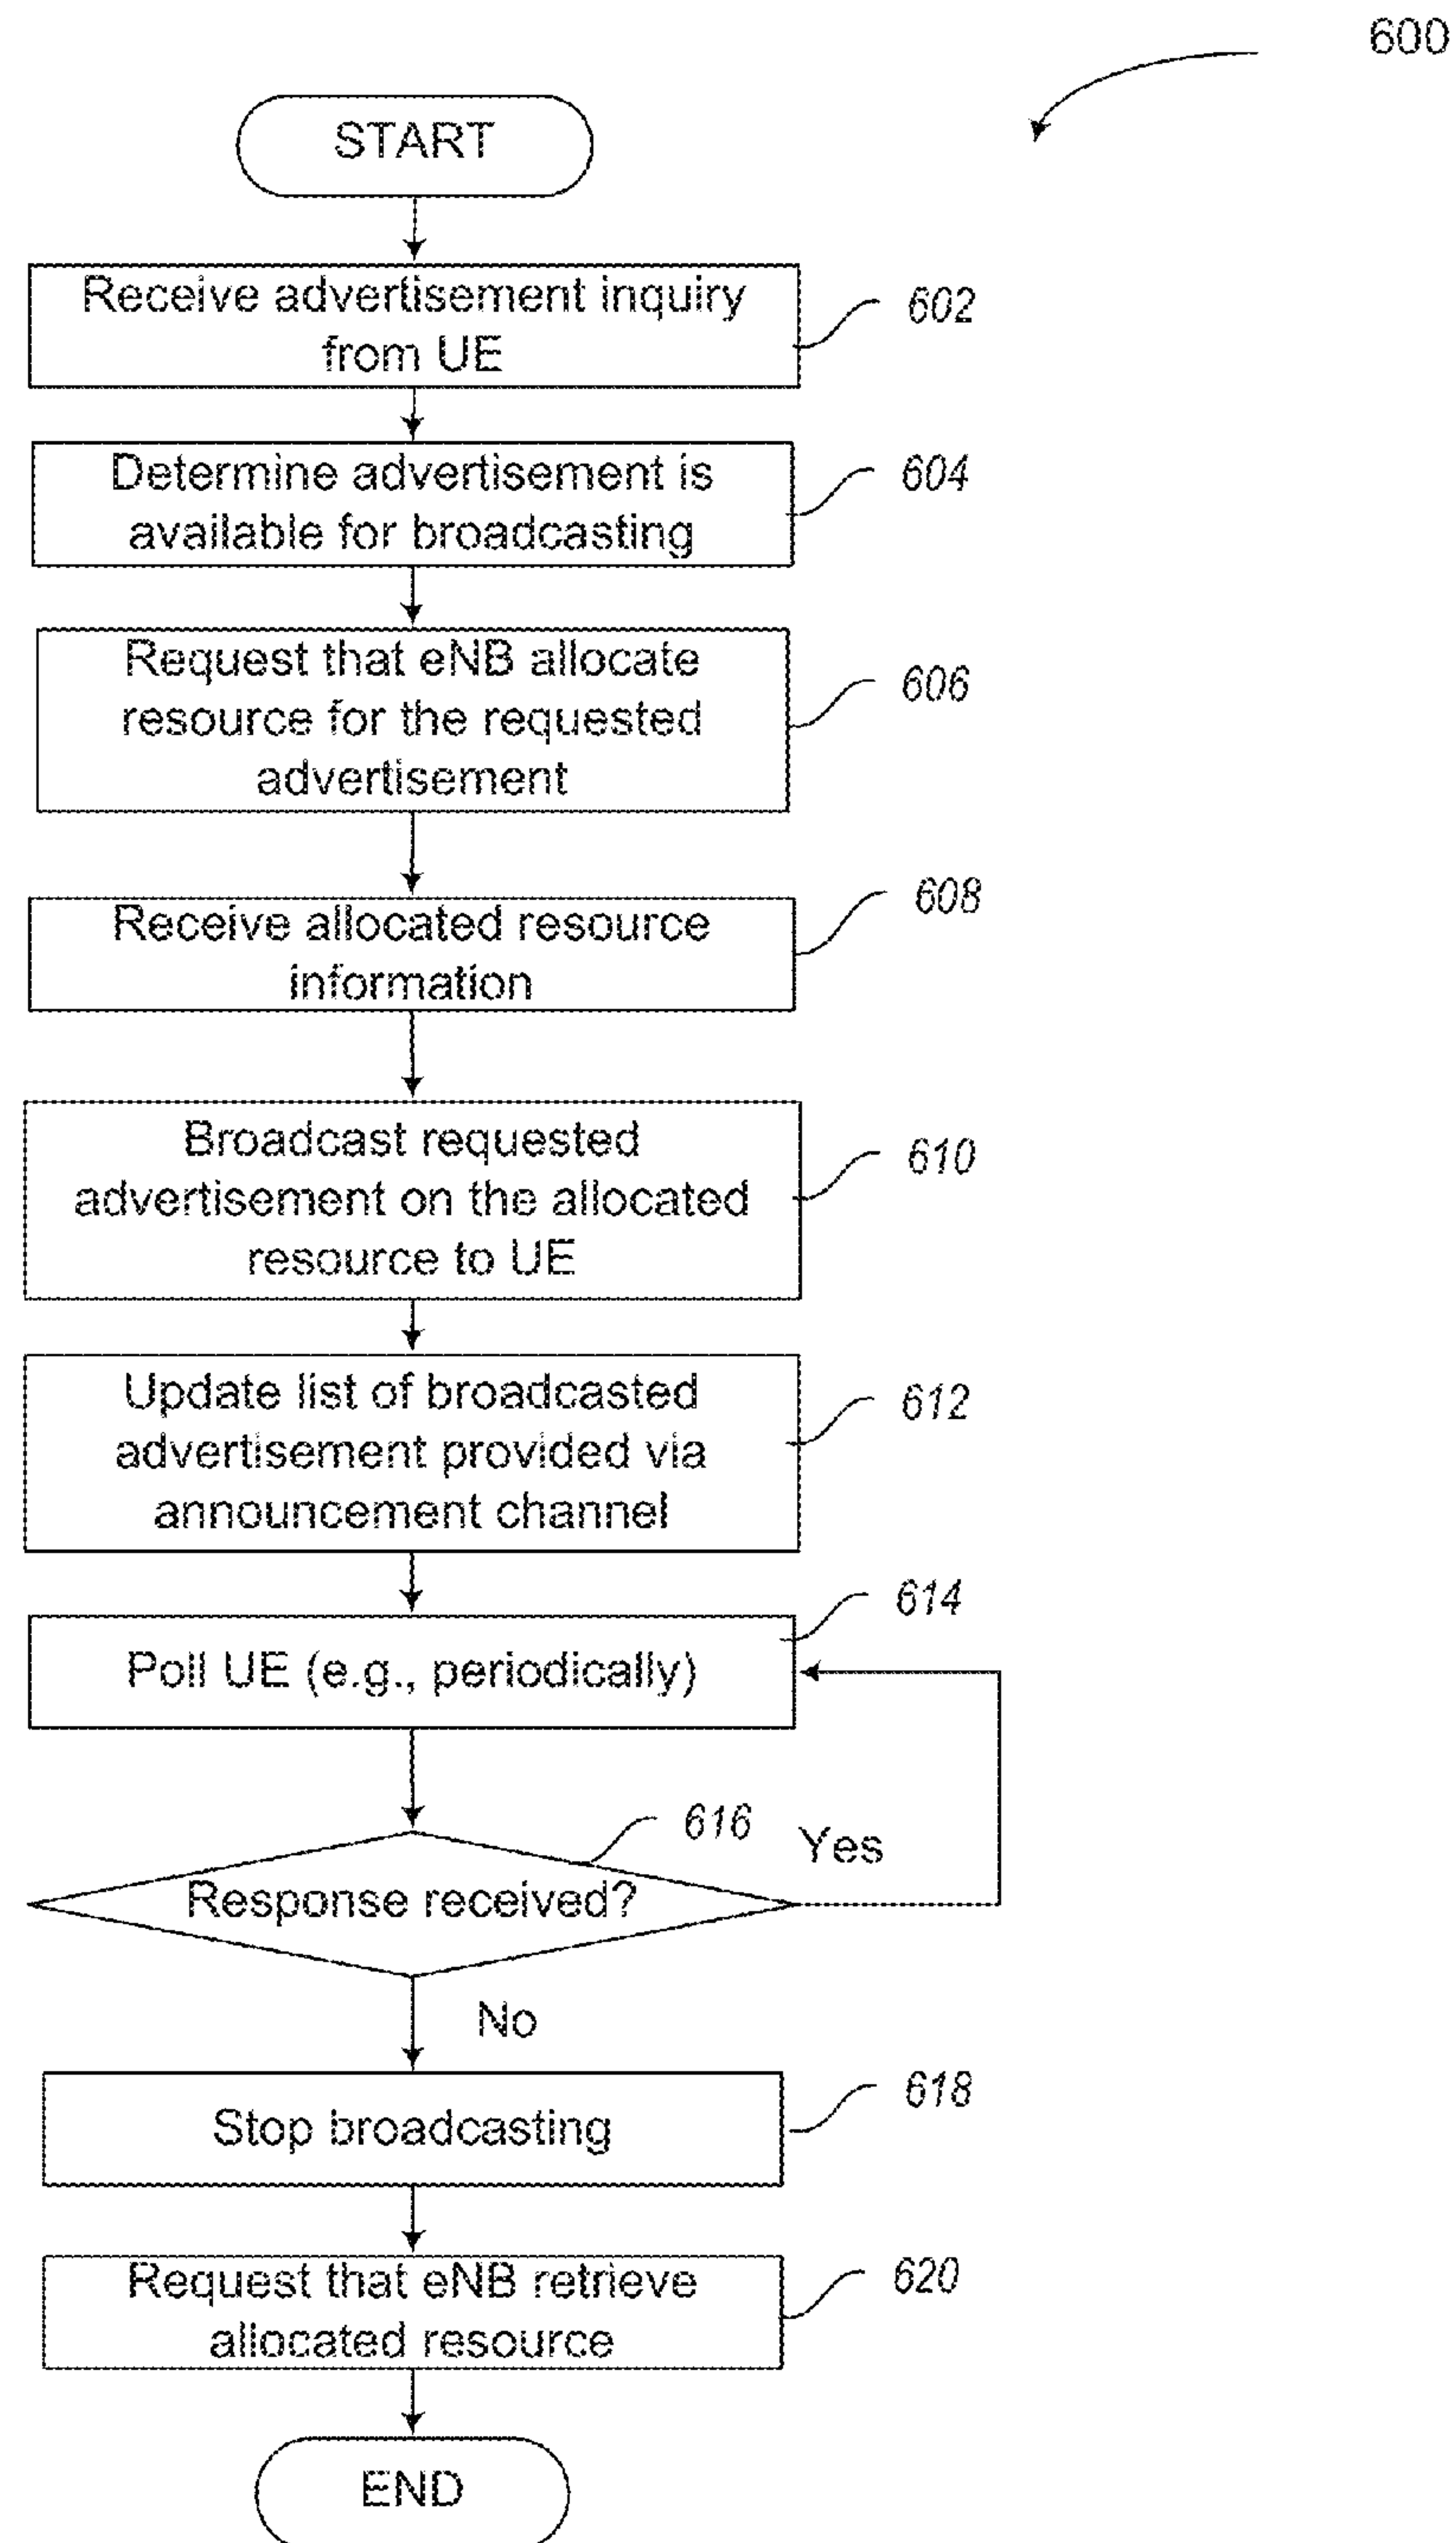 600
START
Receive advertisement inquiry
from UE
602
Determine advertisement is
available for broadcasting
604
Request that eNB allocate
resource for the requested
advertisement
606
Receive allocated resource
information
608
Broadcast requested
advertisement on the allocated
resource to UE
610
Update list of broadcasted
advertisement provided via
announcement channel
612
Poll UE (e.g., periodically)
614
Response received?
616
Yes
No
Stop broadcasting
618
Request that eNB retrieve
allocated resource
620
END